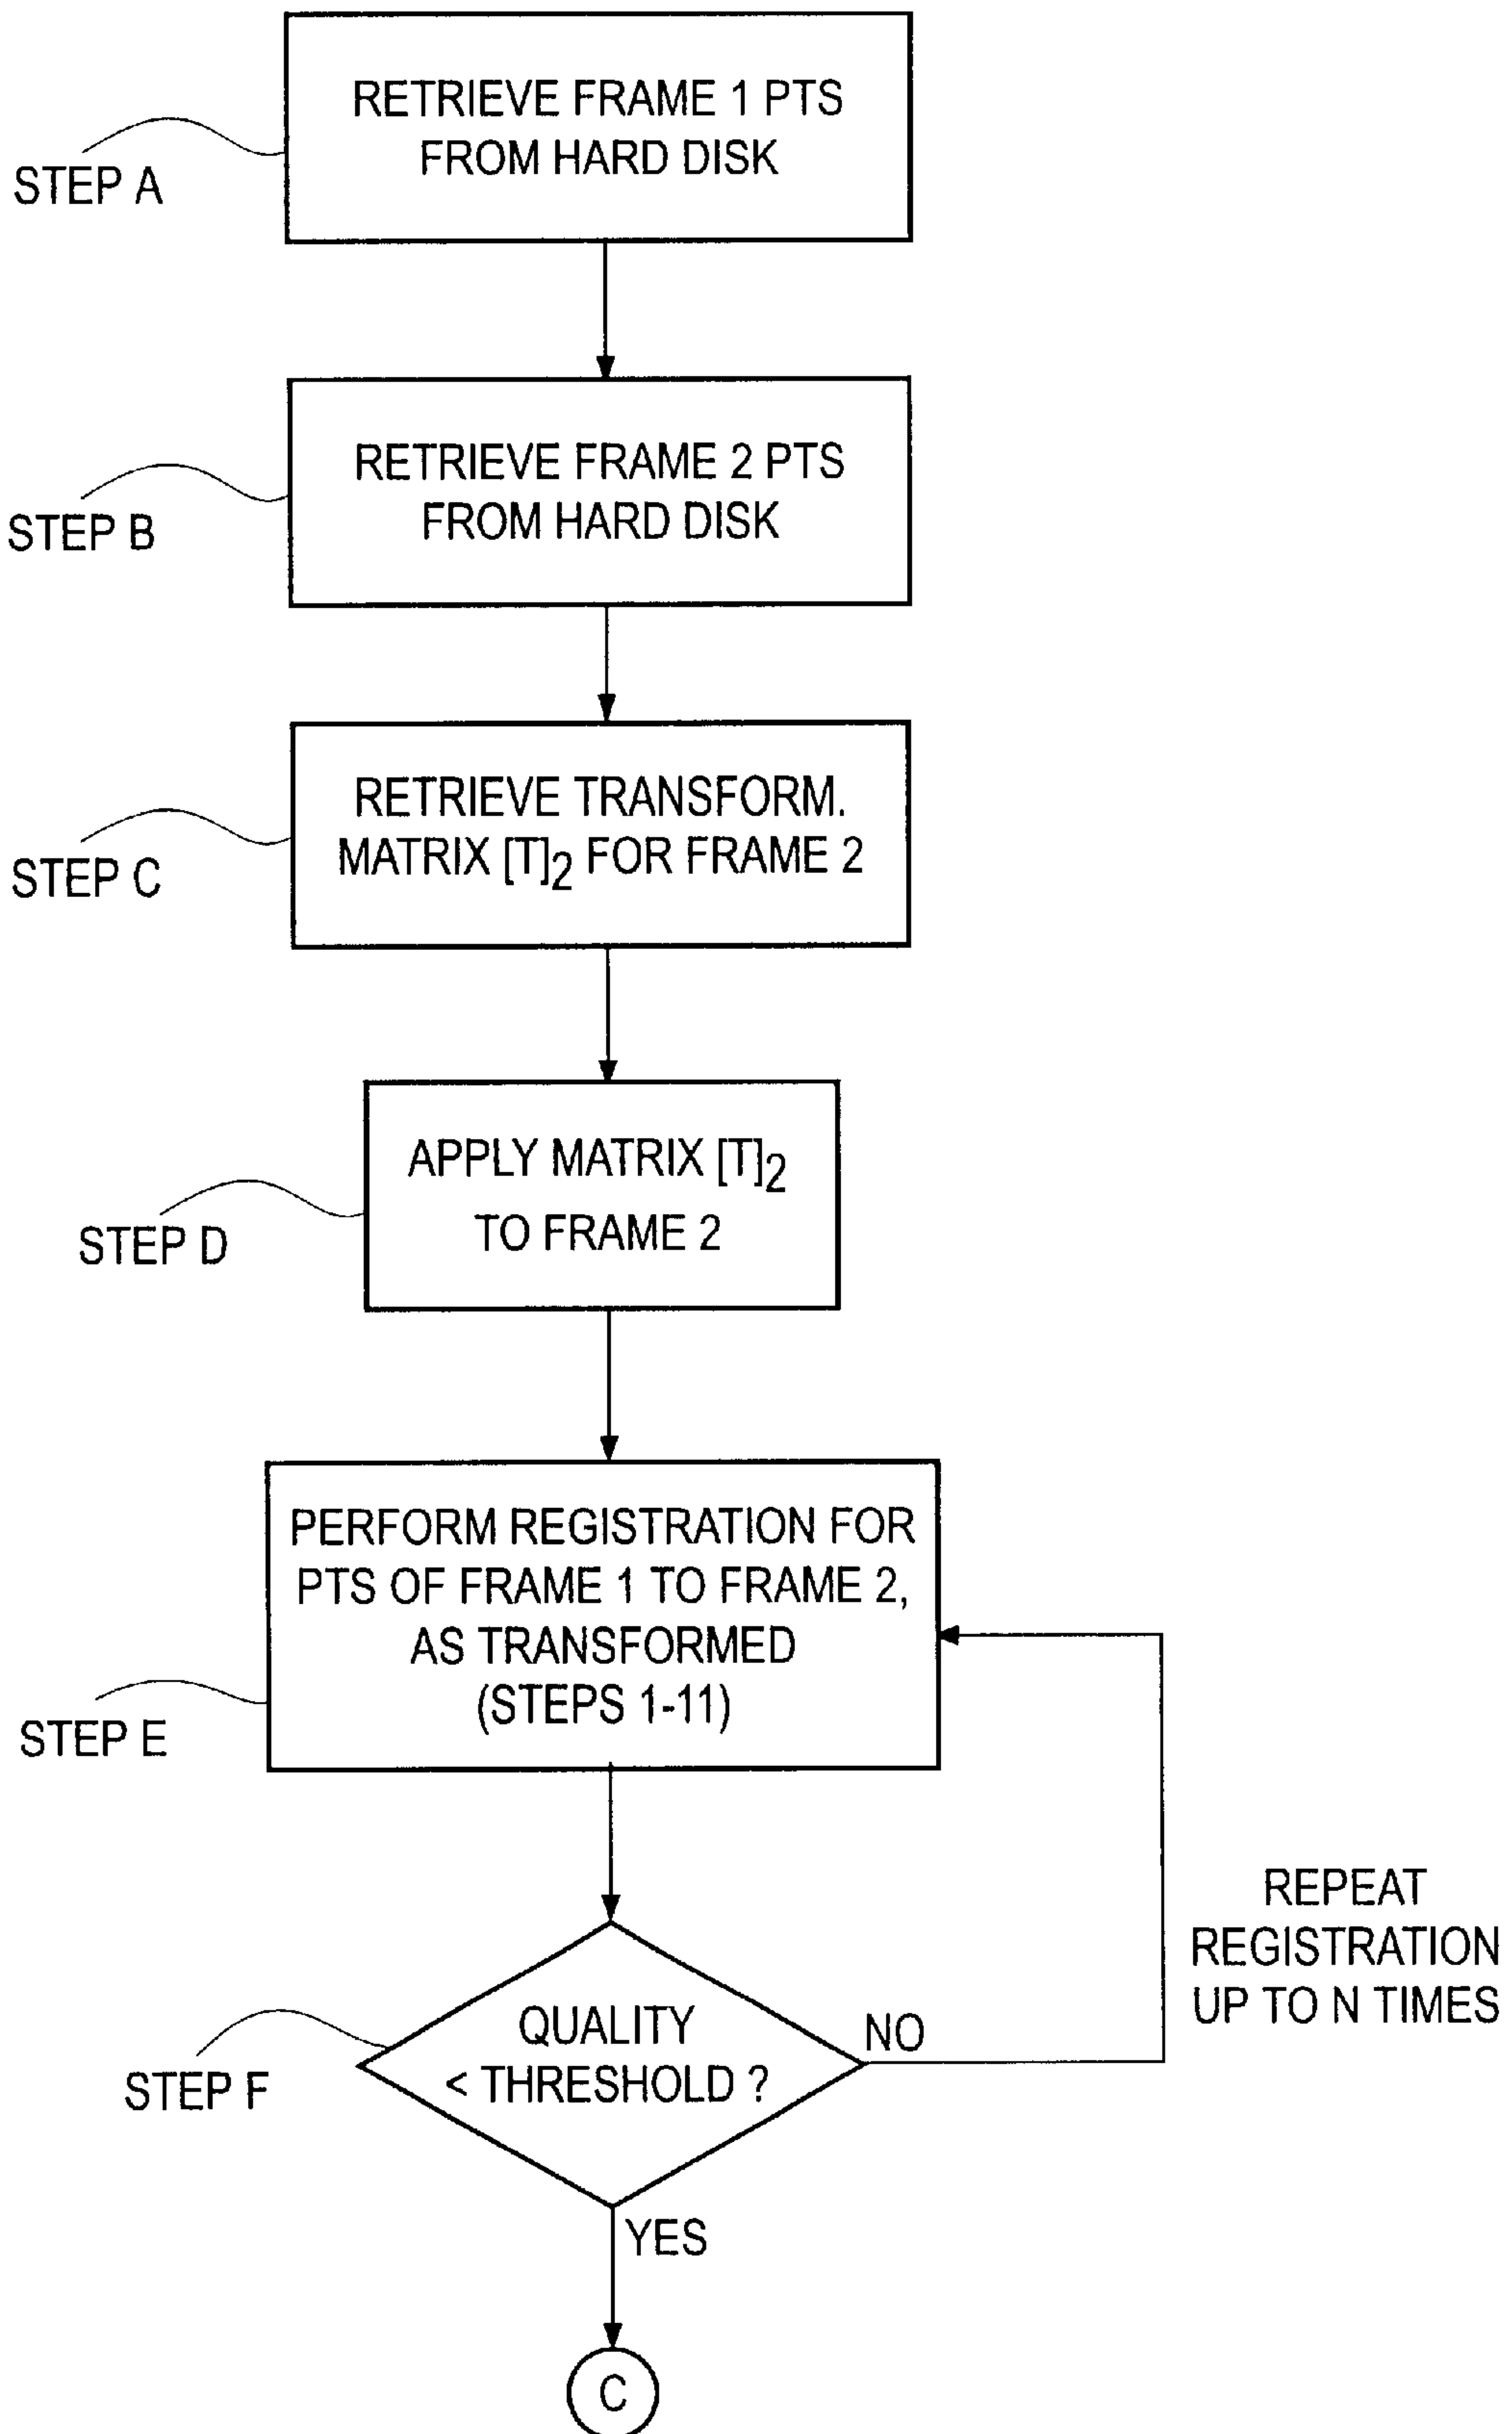 RETRIEVE FRAME 1 PTS
FROM HARD DISK
STEP A
RETRIEVE FRAME 2 PTS
FROM HARD DISK
STEP B
RETRIEVE TRANSFORM.
MATRIX [T]2 FOR FRAME 2
STEP C
APPLY MATRIX [T]2
TO FRAME 2
STEP D
PERFORM REGISTRATION FOR
PTS OF FRAME 1 TO FRAME 2,
AS TRANSFORMED
(STEPS 1-11)
STEP E
REPEAT
REGISTRATION
UP TO N TIMES
QUALITY
< THRESHOLD ?
NO
STEP F
YES
C